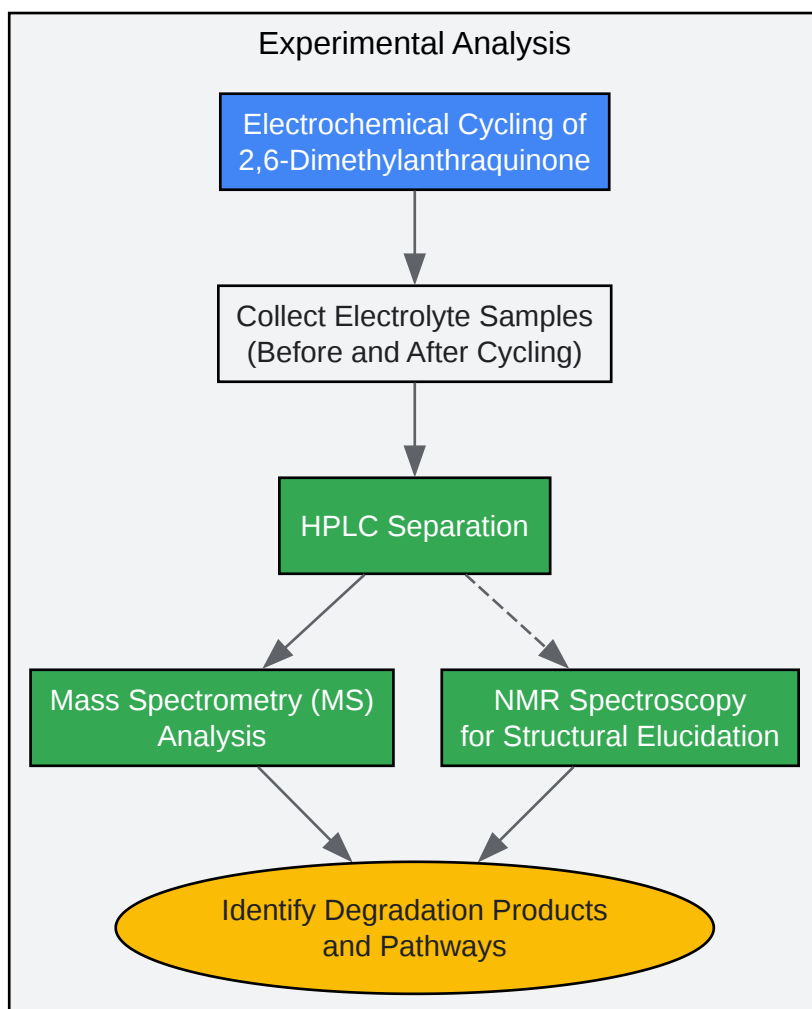 Experimental Analysis
Electrochemical Cycling of
2,6-Dimethylanthraquinone
Collect Electrolyte Samples
(Before and After Cycling)
HPLC Separation
Mass Spectrometry (MS)
Analysis
NMR Spectroscopy
for Structural Elucidation
Identify Degradation Products
and Pathways